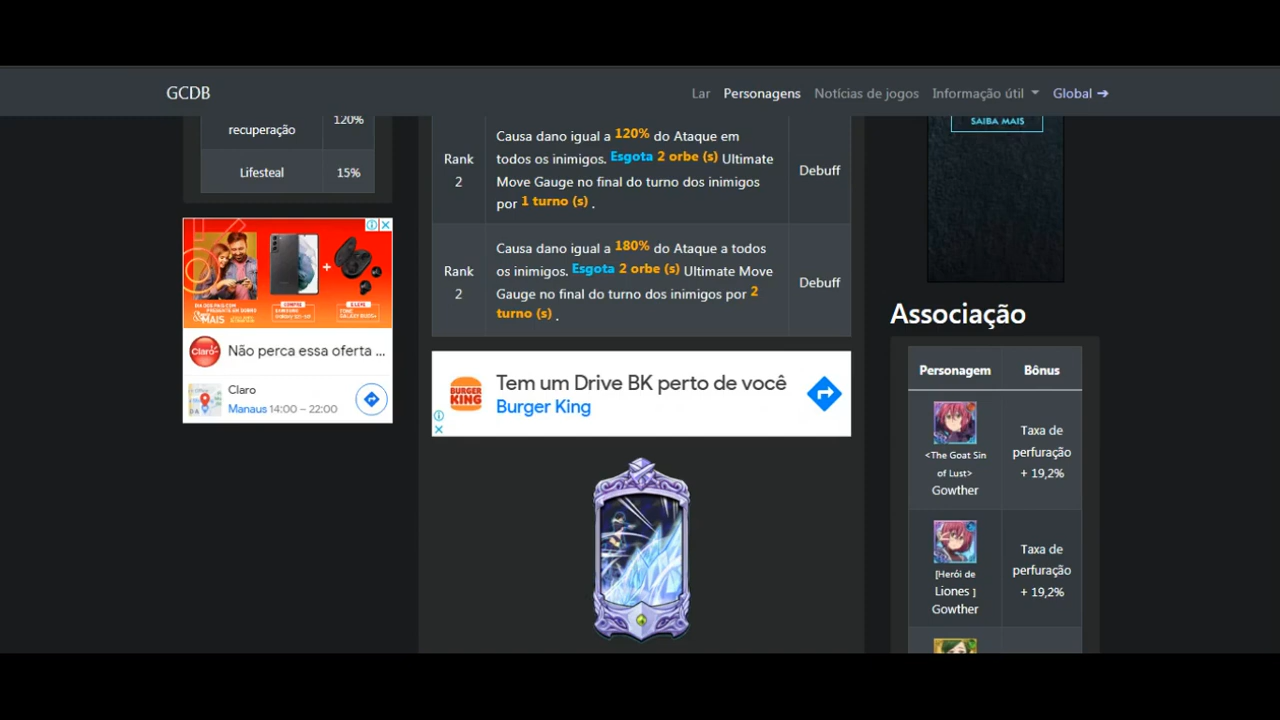 GCDB
Lar
Personagens
Notícias de jogos
Informação útil
Global ➔
recuperação
120%
Lifesteal
15%
Não perca essa oferta ...
Claro
Claro
Manaus 14:00 – 22:00
Rank
2
Causa dano igual a 120% do Ataque em
todos os inimigos. Esgota 2 orbe (s) Ultimate
Move Gauge no final do turno dos inimigos
por 1 turno (s) .
Debuff
Rank
2
Causa dano igual a 180% do Ataque a todos
os inimigos. Esgota 2 orbe (s) Ultimate Move
Gauge no final do turno dos inimigos por 2
turno (s) .
Debuff
BURGER
KING
Tem um Drive BK perto de você
Burger King
SAIBA MAIS
Associação
Personagem
Bônus
<The Goat Sin
of Lust>
Gowther
Taxa de
perfuração
+ 19,2%
[Herói de
Liones ]
Gowther
Taxa de
perfuração
+ 19,2%